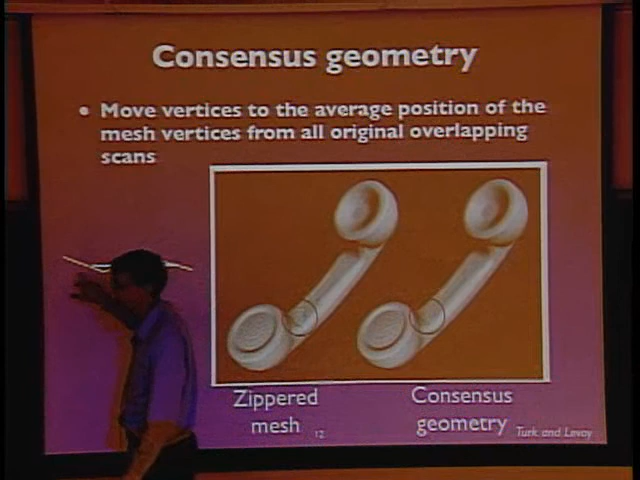 Consensus geometry
• Move vertices to the average position of the
mesh vertices from all original overlapping
scans
Zippered
mesh
Consensus
geometry
12
Turk and Levoy